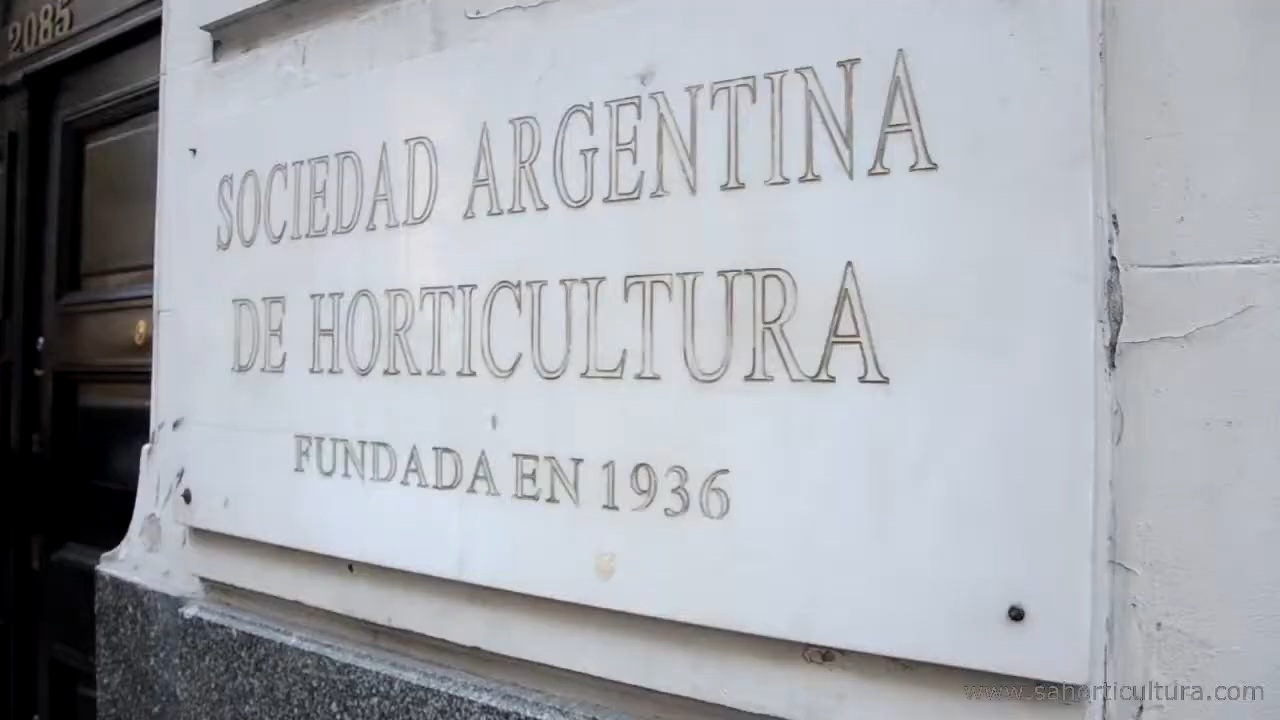 2085
SOCIEDAD ARGENTINA
DE HORTICULTURA
FUNDADA EN 1936
www.sahorticultura.com